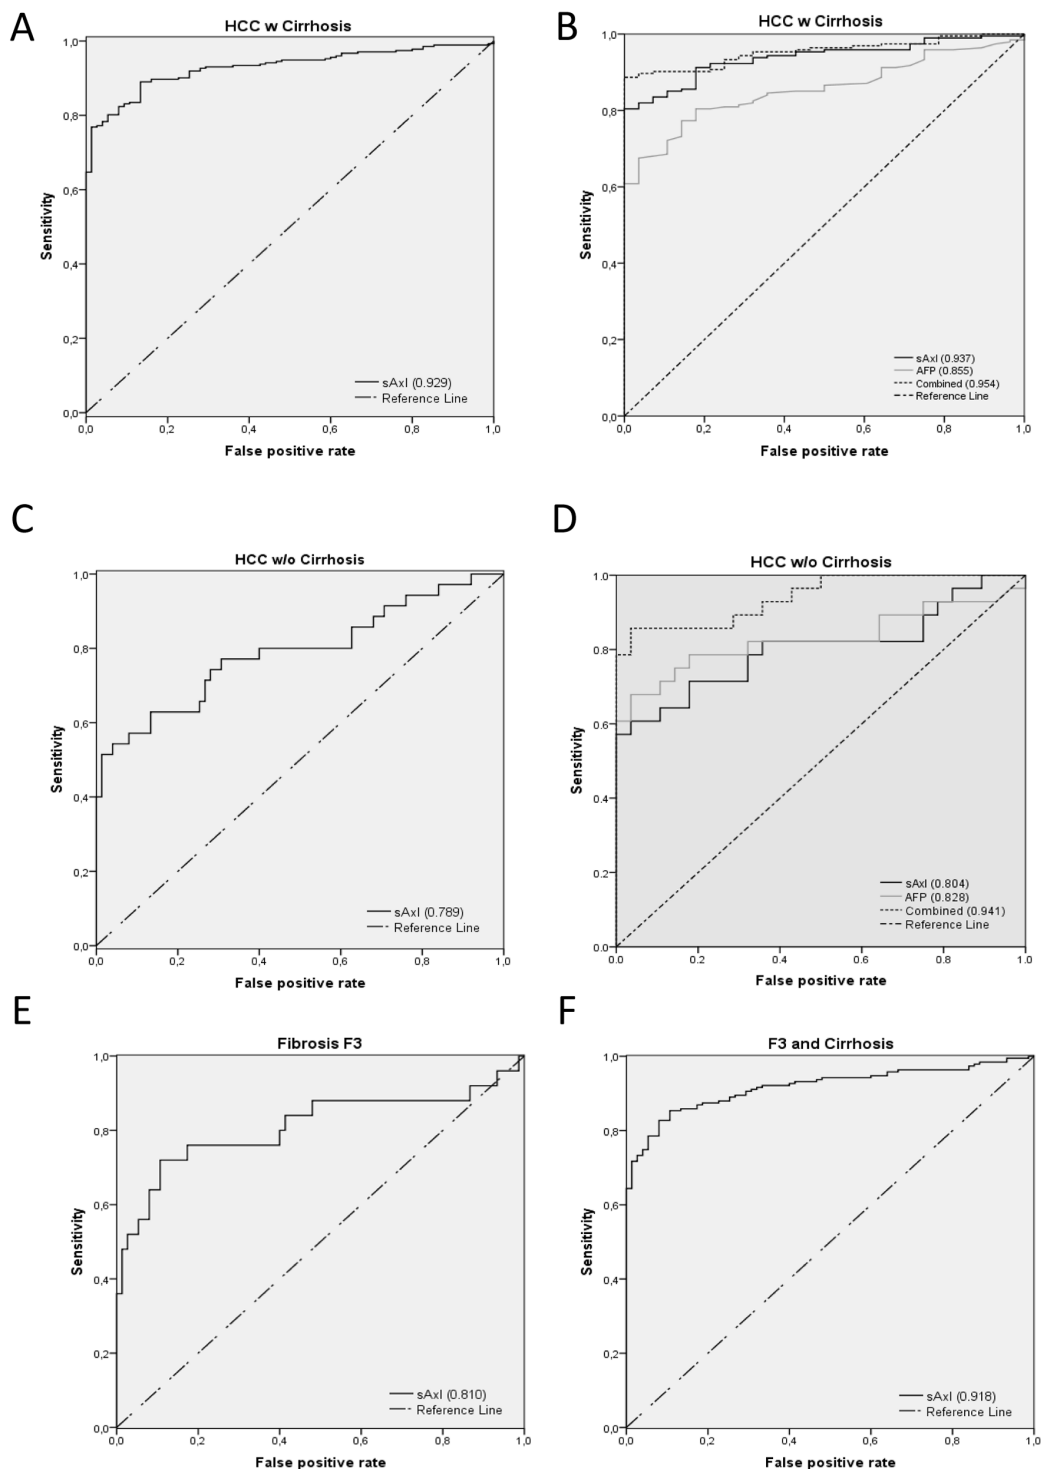 A
HCC w Cirrhosis
1,0
0,8
0,6
0,4
0,2
0,0
Sensitivity
sAxl (0.929)
Reference Line
0,0 0,2 0,4 0,6 0,8 1,0
False positive rate
B
HCC w Cirrhosis
1,0
0,8
0,6
0,4
0,2
0,0
Sensitivity
sAxl (0.937)
AFP (0.855)
Combined (0.954)
Reference Line
0,0 0,2 0,4 0,6 0,8 1,0
False positive rate
C
HCC w/o Cirrhosis
1,0
0,8
0,6
0,4
0,2
0,0
Sensitivity
sAxl (0.789)
Reference Line
0,0 0,2 0,4 0,6 0,8 1,0
False positive rate
D
HCC w/o Cirrhosis
1.0
0.8
0.6
0.4
0.2
0.0
Sensitivity
sAxl (0.804)
AFP (0.828)
Combined (0.941)
Reference Line
0.0 0.2 0.4 0.6 0.8 1.0
False positive rate
E
Fibrosis F3
1,0
0,8
0,6
0,4
0,2
0,0
Sensitivity
sAxl (0.810)
Reference Line
0,0 0,2 0,4 0,6 0,8 1,0
False positive rate
F
F3 and Cirrhosis
1,0
0,8
0,6
0,4
0,2
0,0
Sensitivity
sAxl (0.918)
Reference Line
0,0 0,2 0,4 0,6 0,8 1,0
False positive rate